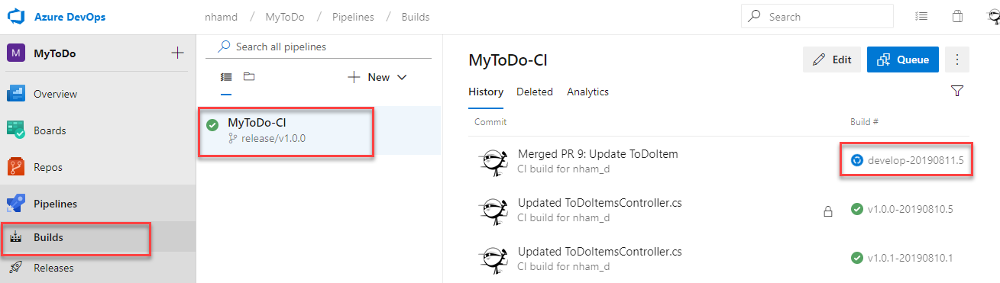 Azure DevOps
nhamd / MyToDo / Pipelines / Builds
Search
M MyToDo
Overview
Boards
Repos
Pipelines
Builds
Releases
Search all pipelines
New
MyToDo-CI
release/v1.0.0
MyToDo-CI
Edit
Queue
History Deleted Analytics
Commit Build #
Merged PR 9: Update ToDoItem
CI build for nham_d
develop-20190811.5
Updated ToDoItemsController.cs
CI build for nham_d
v1.0.0-20190810.5
Updated ToDoItemsController.cs
CI build for nham_d
v1.0.1-20190810.1